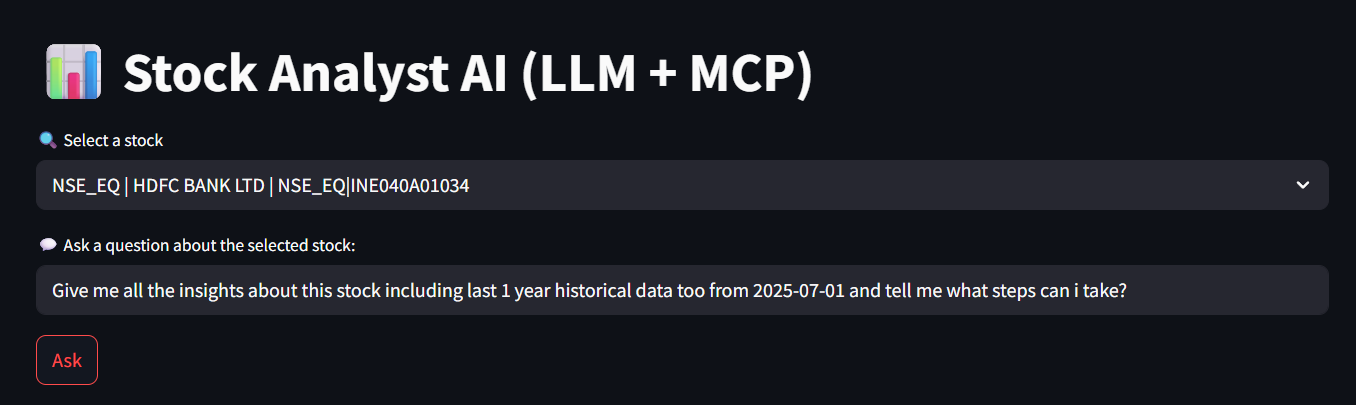 Stock Analyst AI (LLM + MCP)
Select a stock
NSE_EQ | HDFC BANK LTD | NSE_EQ|INE040A01034
Ask a question about the selected stock:
Give me all the insights about this stock including last 1 year historical data too from 2025-07-01 and tell me what steps can i take?
Ask